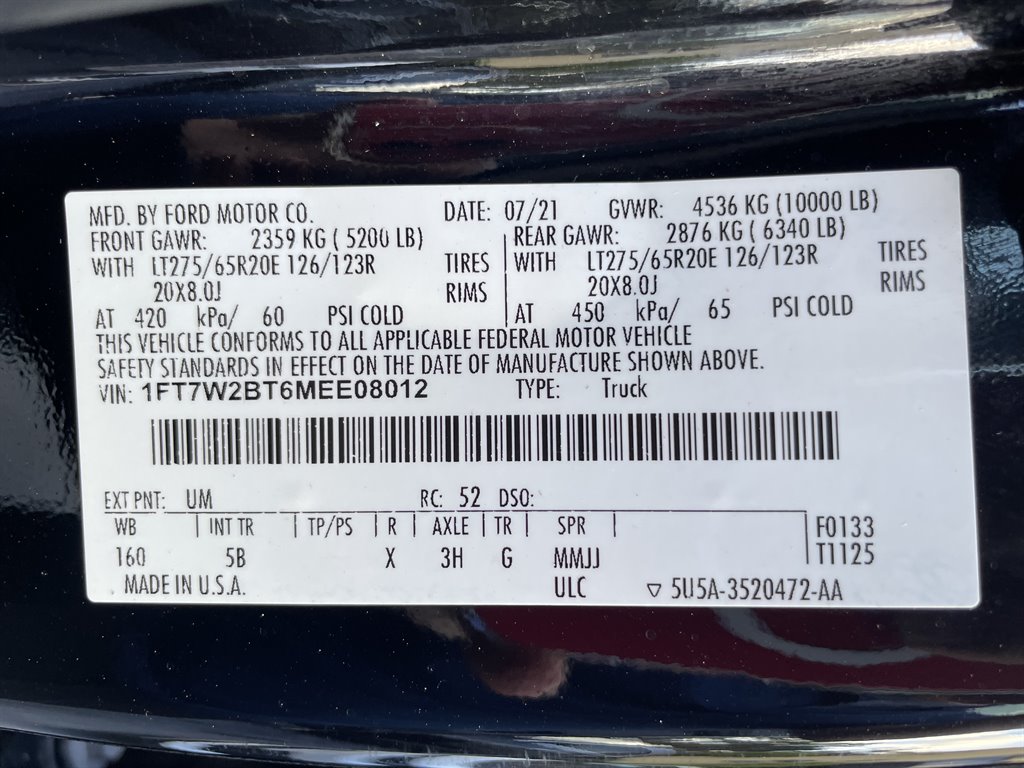 MFD. BY FORD MOTOR CO. DATE: 07/21 GVWR: 4536 KG (10000 LB)
FRONT GAWR: 2359 KG ( 5200 LB) REAR GAWR: 2876 KG ( 6340 LB)
WITH LT275/65R20E 126/123R TIRES WITH LT275/65R20E 126/123R TIRES
20X8.0J RIMS 20X8.0J RIMS
AT 420 kPa/ 60 PSI COLD AT 450 kPa/ 65 PSI COLD
THIS VEHICLE CONFORMS TO ALL APPLICABLE FEDERAL MOTOR VEHICLE
SAFETY STANDARDS IN EFFECT ON THE DATE OF MANUFACTURE SHOWN ABOVE.
VIN: 1FT7W2BT6MEE08012 TYPE: Truck
EXT PNT: UM RC: 52 DSO:
WB INT TR TP/PS R AXLE TR SPR F0133
160 5B X 3H G MMJJ T1125
MADE IN U.S.A. ULC 5U5A-3520472-AA